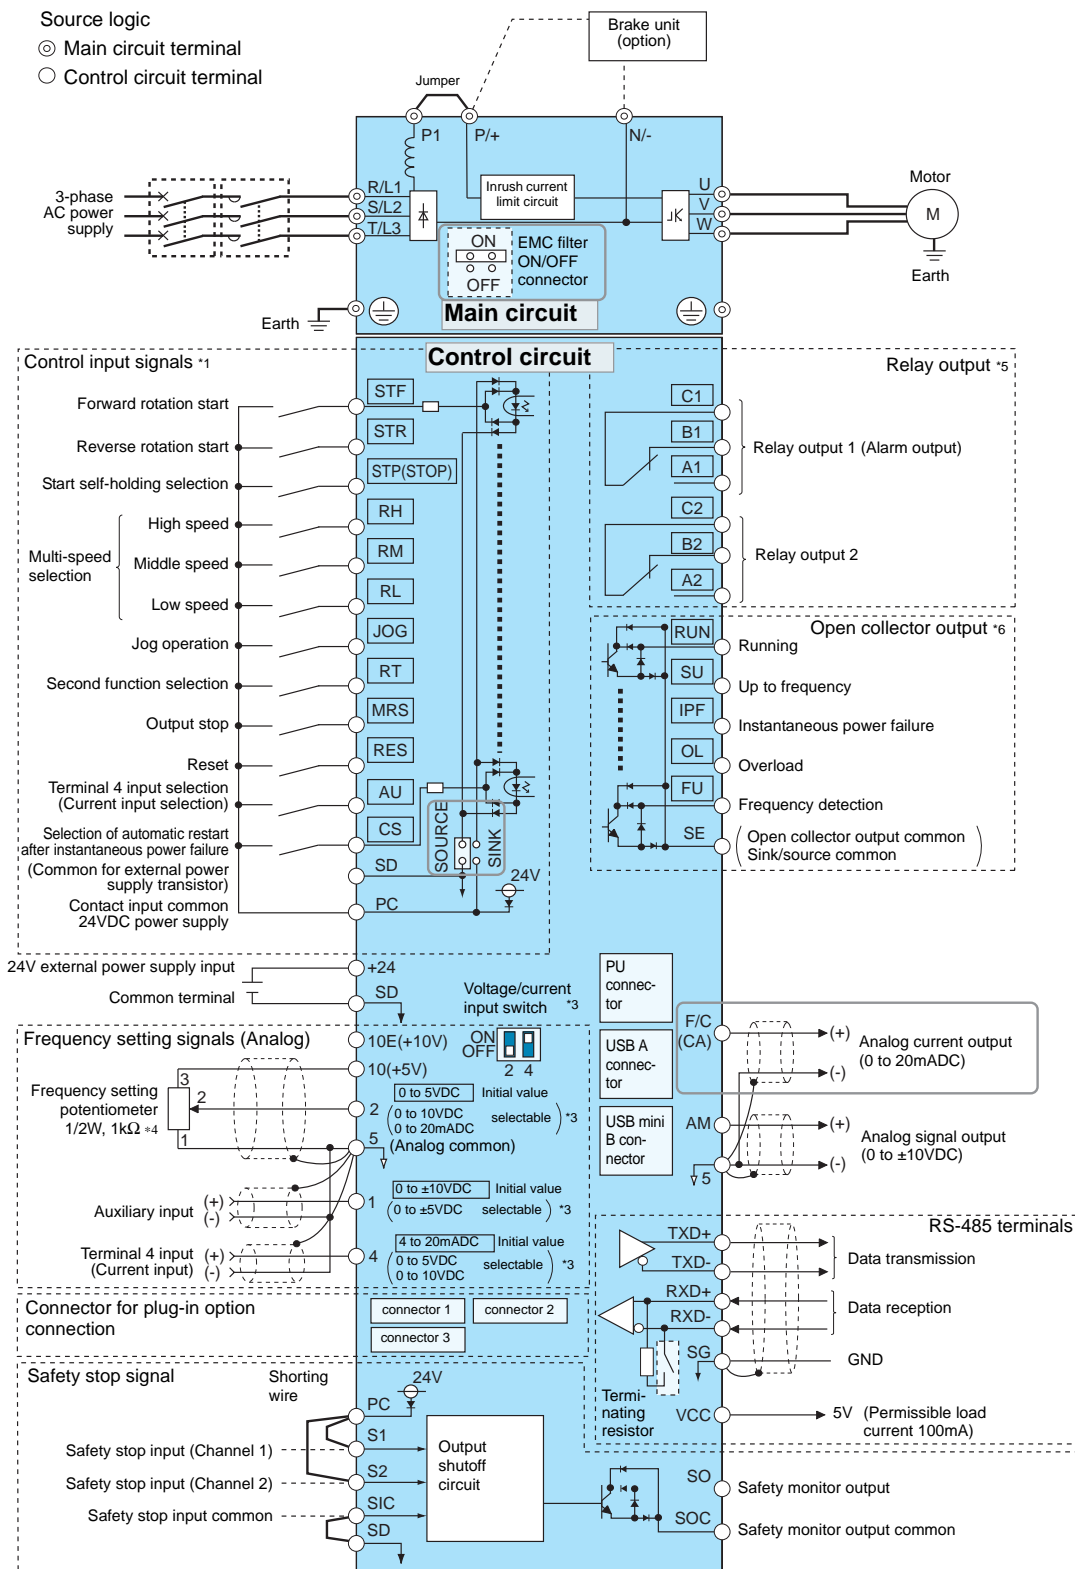 Source logic
Main circuit terminal
Control circuit terminal
Brake unit
(option)
Jumper
P1
P/+
N/-
3-phase
AC power
supply
R/L1
S/L2
T/L3
Inrush current
limit circuit
U
V
W
Motor
M
Earth
ON
OFF
EMC filter
ON/OFF
connector
Main circuit
Earth
Control circuit
Control input signals *1
Forward rotation start
STF
Reverse rotation start
STR
Start self-holding selection
STP(STOP)
Multi-speed
selection
High speed
RH
Middle speed
RM
Low speed
RL
Jog operation
JOG
Second function selection
RT
Output stop
MRS
Reset
RES
Terminal 4 input selection
(Current input selection)
AU
Selection of automatic restart
after instantaneous power failure
CS
SOURCE
SINK
(Common for external power
supply transistor)
SD
24V
Contact input common
24VDC power supply
PC
Relay output *5
C1
B1
A1
Relay output 1 (Alarm output)
C2
B2
A2
Relay output 2
Open collector output *6
RUN
Running
SU
Up to frequency
IPF
Instantaneous power failure
OL
Overload
FU
Frequency detection
SE
Open collector output common
Sink/source common
24V external power supply input
+24
Common terminal
SD
Voltage/current
input switch *3
ON
OFF
2 4
PU
connec-
tor
USB A
connec-
tor
USB mini
B con-
nector
F/C
(CA)
(+)
(-)
Analog current output
(0 to 20mADC)
AM
(+)
(-)
Analog signal output
(0 to ±10VDC)
5
Frequency setting signals (Analog)
10E(+10V)
10(+5V)
Frequency setting
potentiometer
1/2W, 1kΩ *4
3
2
1
2
0 to 5VDC Initial value
0 to 10VDC
0 to 20mADC
selectable *3
5
(Analog common)
Auxiliary input
(+)
(-)
1
0 to ±10VDC Initial value
0 to ±5VDC selectable *3
Terminal 4 input
(Current input)
(+)
(-)
4
4 to 20mADC Initial value
0 to 5VDC
0 to 10VDC
selectable *3
RS-485 terminals
TXD+
TXD-
Data transmission
RXD+
RXD-
Data reception
SG
GND
Termi-
nating
resistor
VCC
5V (Permissible load
current 100mA)
Connector for plug-in option
connection
connector 1
connector 2
connector 3
Safety stop signal
Shorting
wire
24V
PC
S1
Safety stop input (Channel 1)
S2
Safety stop input (Channel 2)
SIC
Safety stop input common
SD
Output
shutoff
circuit
SO
Safety monitor output
SOC
Safety monitor output common